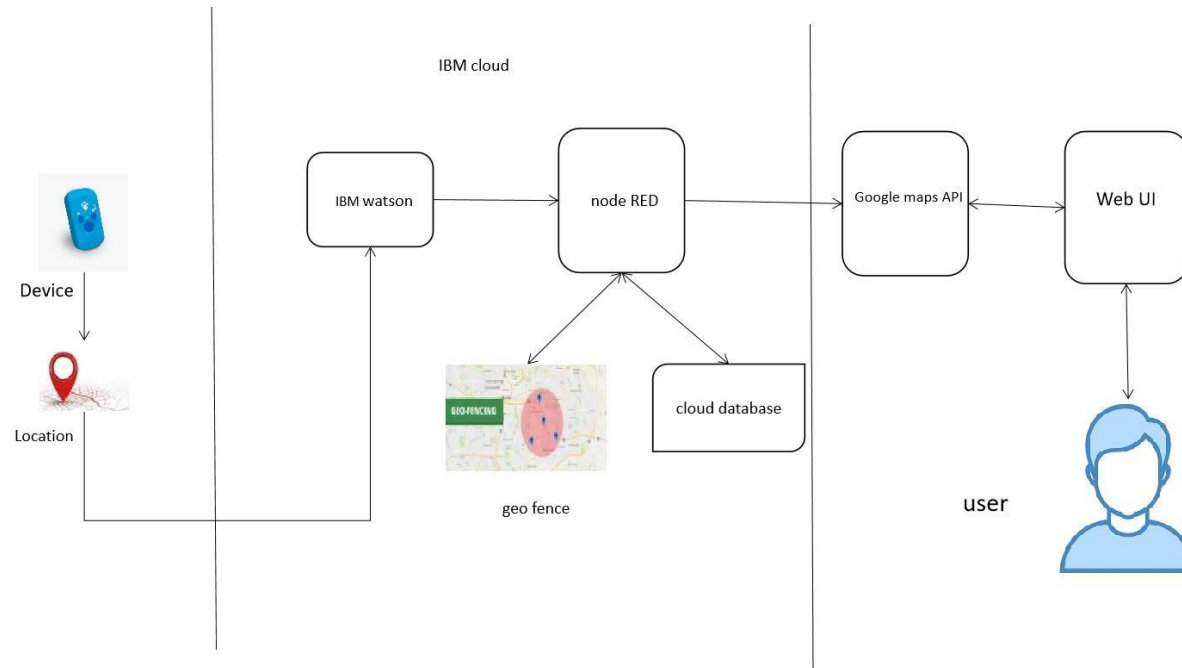 IBM cloud
IBM watson
node RED
Google maps API
Web UI
Device
Location
GEO-FENCING
geo fence
cloud database
user